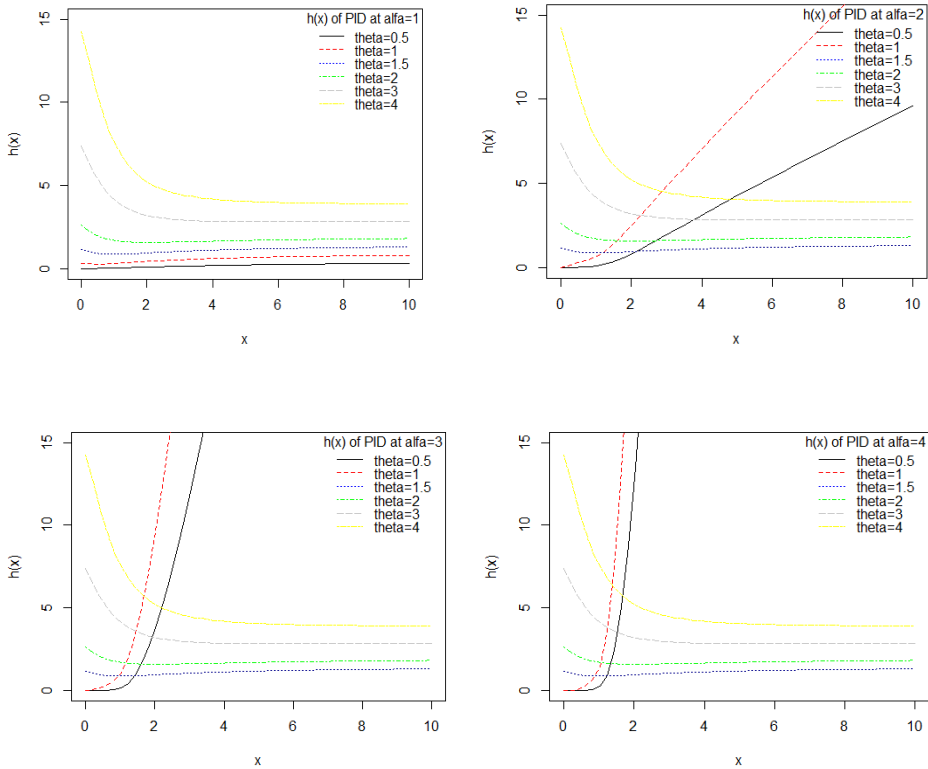 h(x) of PID at alfa=1
theta=0.5
theta=1
theta=1.5
theta=2
theta=3
theta=4
15
10
5
0
h(x)
0 2 4 6 8 10
x
h(x) of PID at alfa=2
theta=0.5
theta=1
theta=1.5
theta=2
theta=3
theta=4
15
10
5
0
h(x)
0 2 4 6 8 10
x
h(x) of PID at alfa=3
theta=0.5
theta=1
theta=1.5
theta=2
theta=3
theta=4
15
10
5
0
h(x)
0 2 4 6 8 10
x
h(x) of PID at alfa=4
theta=0.5
theta=1
theta=1.5
theta=2
theta=3
theta=4
15
10
5
0
h(x)
0 2 4 6 8 10
x